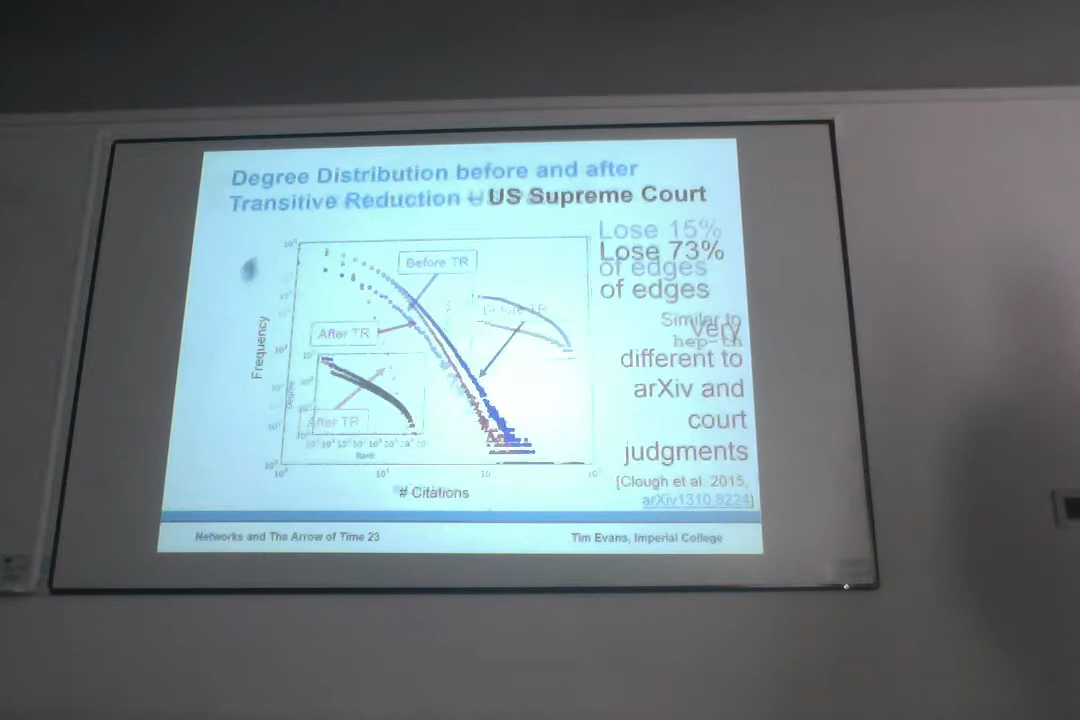 Degree Distribution before and after
Transitive Reduction – US Supreme Court
Lose 15%
Lose 73%
of edges
of edges
Similar to
very
hep-th
different to
arXiv and
court
judgments
[Clough et al. 2015,
arXiv1310.8224]
Before TR
Before TR
After TR
After TR
Frequency
Rank
# Citations
Networks and The Arrow of Time 23
Tim Evans, Imperial College